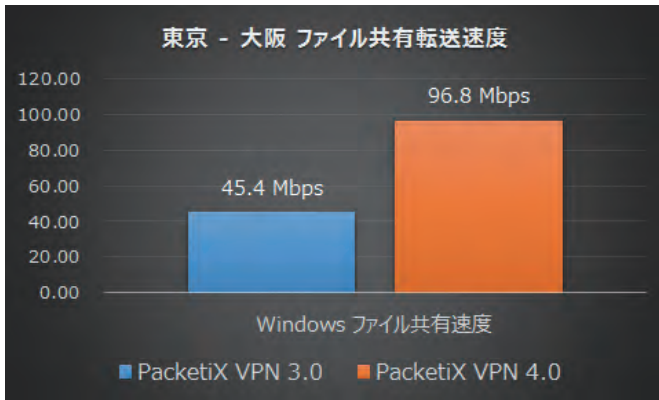 東京 - 大阪 ファイル共有転送速度
120.00
100.00
80.00
60.00
40.00
20.00
0.00
45.4 Mbps
96.8 Mbps
Windows ファイル共有速度
PacketiX VPN 3.0
PacketiX VPN 4.0